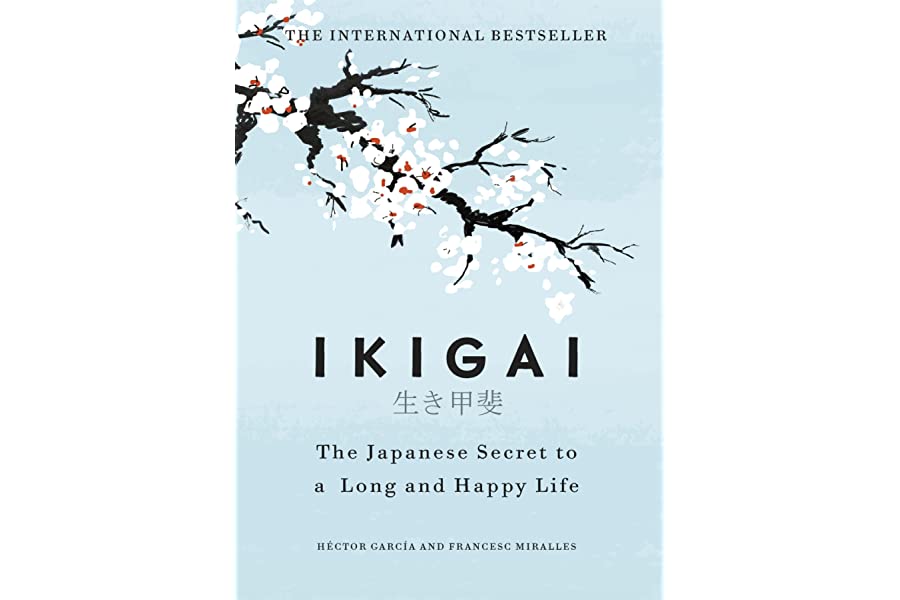 THE INTERNATIONAL BESTSELLER
IKIGAI
生き甲斐
The Japanese Secret to
a Long and Happy Life
HÉCTOR GARCÍA AND FRANCESC MIRALLES